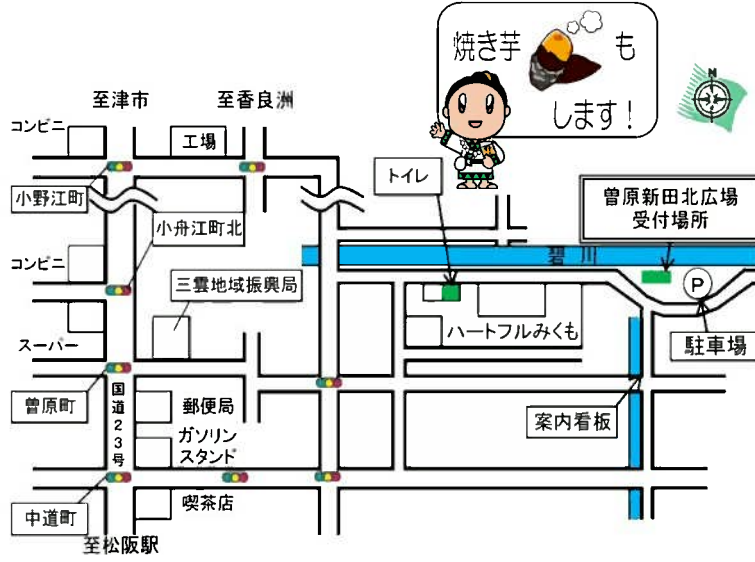 焼き芋も
します！
N
至津市
至香良洲
コンビニ
工場
小野江町
トイレ
曽原新田北広場
受付場所
小舟江町北
碧川
コンビニ
三雲地域振興局
P
ハートフルみくも
駐車場
スーパー
曽原町
国道23号
郵便局
ガソリン
スタンド
案内看板
喫茶店
中道町
至松阪駅